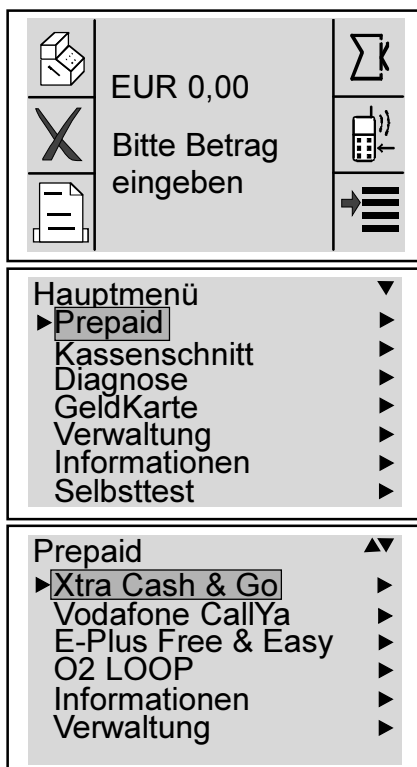 EUR 0,00
Bitte Betrag
eingeben
Hauptmenü
Prepaid
Kassenschnitt
Diagnose
GeldKarte
Verwaltung
Informationen
Selbsttest
Prepaid
Xtra Cash & Go
Vodafone CallYa
E-Plus Free & Easy
O2 LOOP
Informationen
Verwaltung